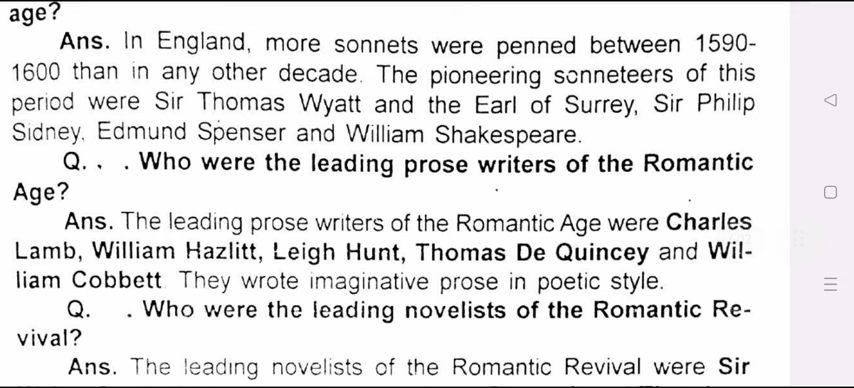 age?
Ans. In England, more sonnets were penned between 1590-
1600 than in any other decade. The pioneering sonneteers of this
period were Sir Thomas Wyatt and the Earl of Surrey, Sir Philip
Sidney, Edmund Spenser and William Shakespeare.
Q. . . Who were the leading prose writers of the Romantic
Age?
Ans. The leading prose writers of the Romantic Age were Charles
Lamb, William Hazlitt, Leigh Hunt, Thomas De Quincey and Wil-
liam Cobbett. They wrote imaginative prose in poetic style.
Q. . Who were the leading novelists of the Romantic Re-
vival?
Ans. The leading novelists of the Romantic Revival were Sir